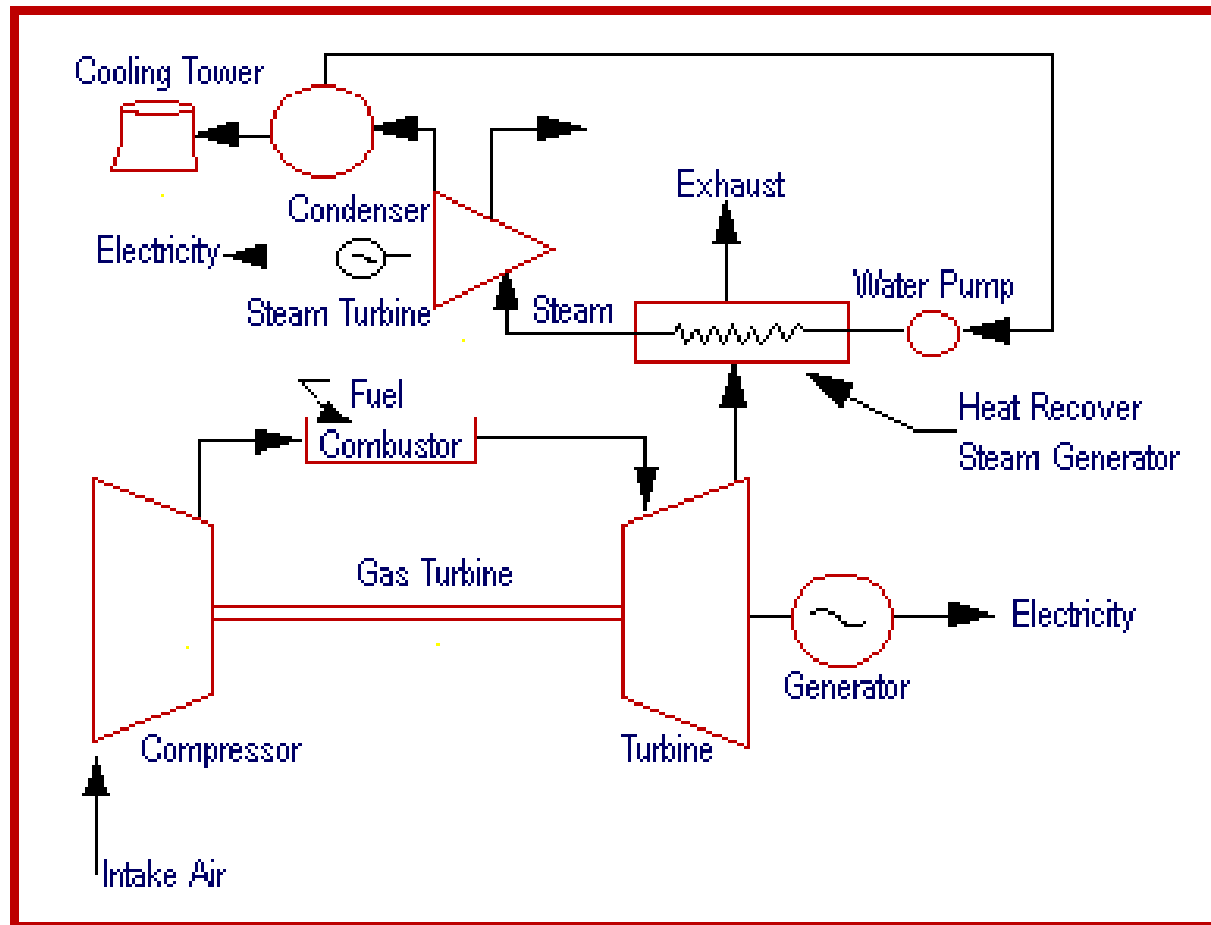 Cooling Tower
Exhaust
Condenser
Electricity
Water Pump
Steam Turbine
Steam
Fuel
Combustor
Heat Recover
Steam Generator
Gas Turbine
Electricity
Generator
Compressor
Turbine
Intake Air